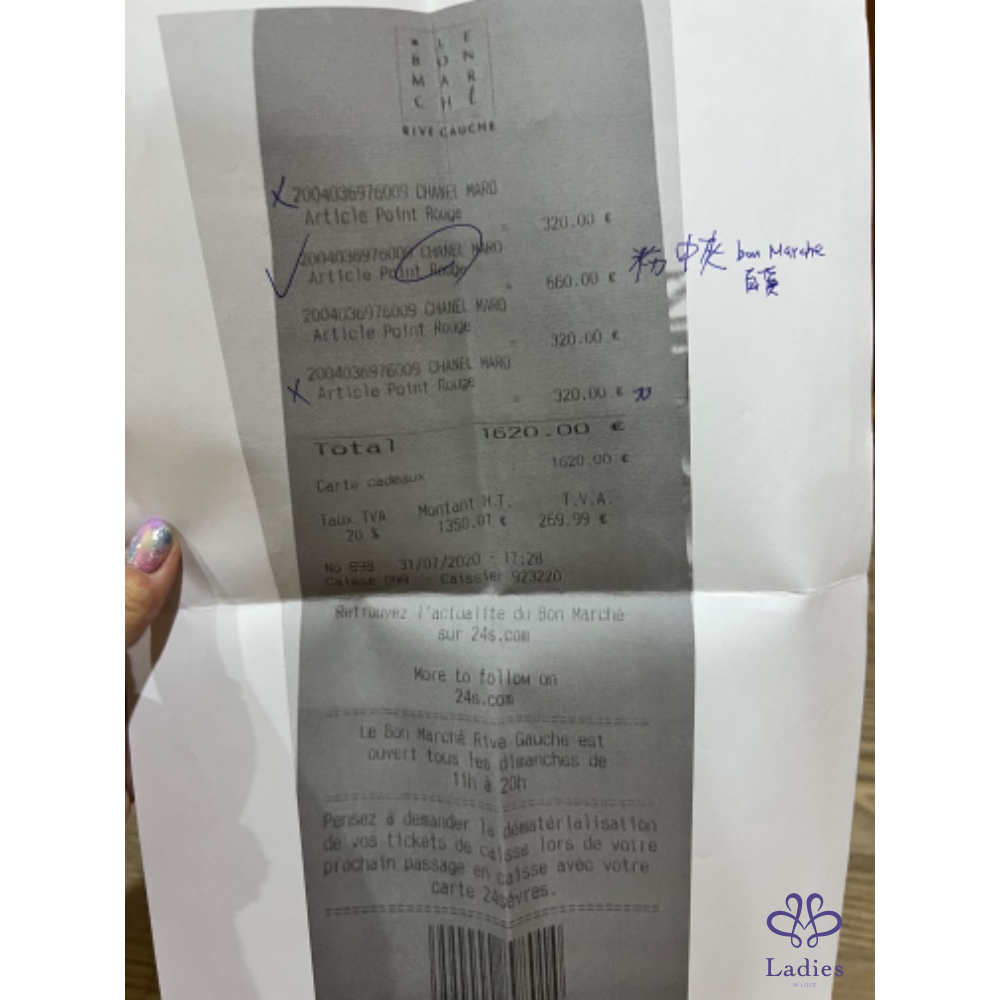 LE
BON
MAR
CHÉ
RIVE GAUCHE
X 2004036976009 CHANEL MARO
Article Point Rouge
= 320.00 €
2004036976009 CHANEL MARO
Article Point Rouge
= 660.00 €
粉 中夾 bon Marche
百貨
2004036976009 CHANEL MARO
Article Point Rouge
= 320.00 €
X 2004036976009 CHANEL MARO
Article Point Rouge
= 320.00 €
Total 1620.00 €
Carte cadeaux 1620.00 €
Taux TVA Montant H.T. T.V.A.
20 % 1350.01 € 269.99 €
No 898 - 31/07/2020 - 17:28
Caisse 099 - Caissier 923220
Retrouvez l'actualite du Bon Marché
sur 24s.com
More to follow on
24s.com
Le Bon Marché Rive Gauche est
ouvert tous les dimanches de
11h à 20h
Pensez à demander la dématérialisation
de vos tickets de caisse lors de votre
prochain passage en caisse avec votre
carte 24sèvres.
Ladies
IN LOVE